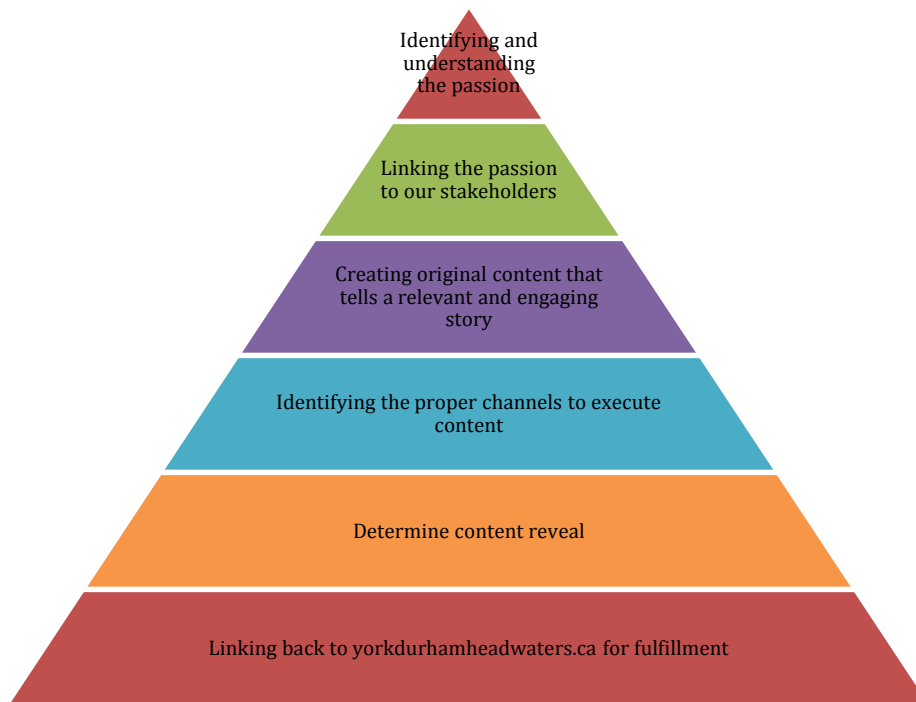 Identifying and
understanding
the passion
Linking the passion
to our stakeholders
Creating original content that
tells a relevant and engaging
story
Identifying the proper channels to execute
content
Determine content reveal
Linking back to yorkdurhamheadwaters.ca for fulfillment